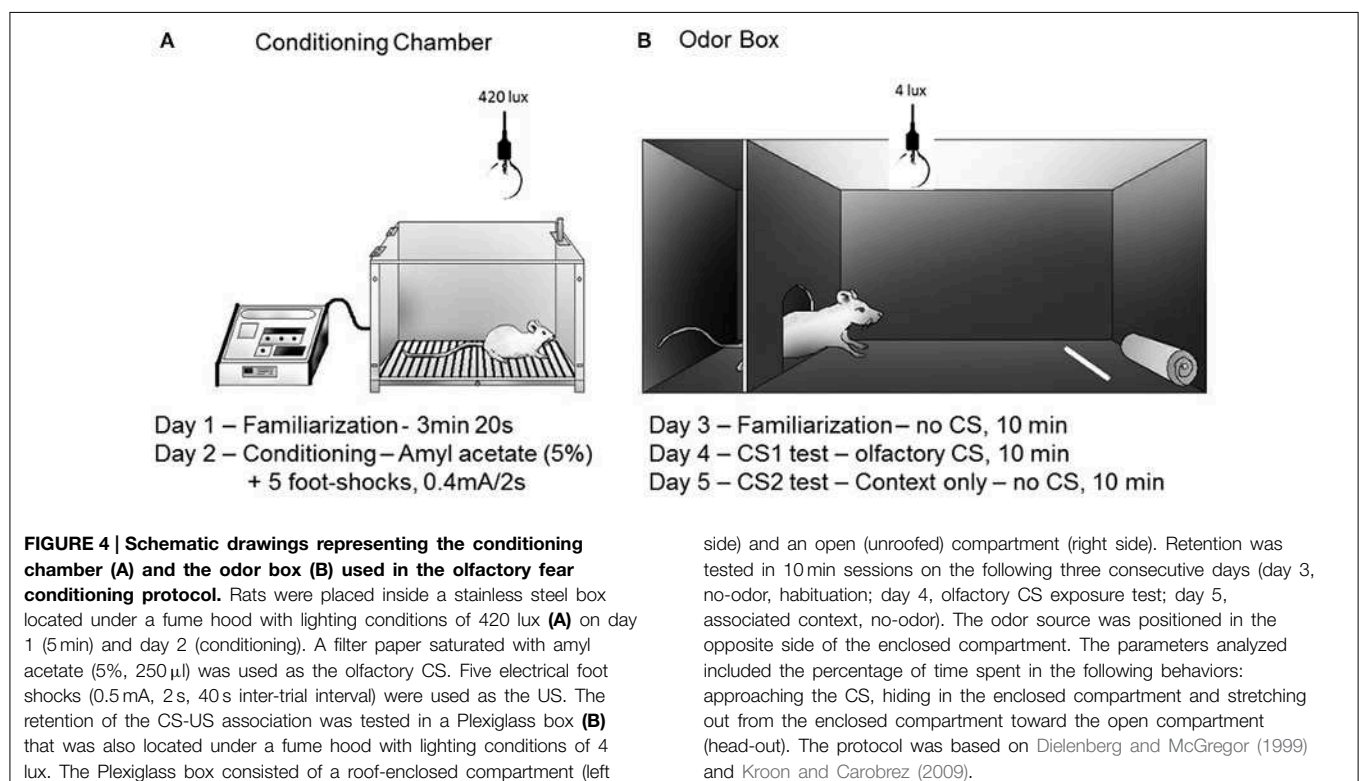 A Conditioning Chamber
420 lux
Day 1 – Familiarization - 3min 20s
Day 2 – Conditioning – Amyl acetate (5%)
+ 5 foot-shocks, 0.4mA/2s
B Odor Box
4 lux
Day 3 – Familiarization – no CS, 10 min
Day 4 – CS1 test – olfactory CS, 10 min
Day 5 – CS2 test – Context only – no CS, 10 min
FIGURE 4 | Schematic drawings representing the conditioning
chamber (A) and the odor box (B) used in the olfactory fear
conditioning protocol. Rats were placed inside a stainless steel box
located under a fume hood with lighting conditions of 420 lux (A) on day
1 (5 min) and day 2 (conditioning). A filter paper saturated with amyl
acetate (5%, 250 μl) was used as the olfactory CS. Five electrical foot
shocks (0.5 mA, 2 s, 40 s inter-trial interval) were used as the US. The
retention of the CS-US association was tested in a Plexiglass box (B)
that was also located under a fume hood with lighting conditions of 4
lux. The Plexiglass box consisted of a roof-enclosed compartment (left
side) and an open (unroofed) compartment (right side). Retention was
tested in 10 min sessions on the following three consecutive days (day 3,
no-odor, habituation; day 4, olfactory CS exposure test; day 5,
associated context, no-odor). The odor source was positioned in the
opposite side of the enclosed compartment. The parameters analyzed
included the percentage of time spent in the following behaviors:
approaching the CS, hiding in the enclosed compartment and stretching
out from the enclosed compartment toward the open compartment
(head-out). The protocol was based on Dielenberg and McGregor (1999)
and Kroon and Carobrez (2009).